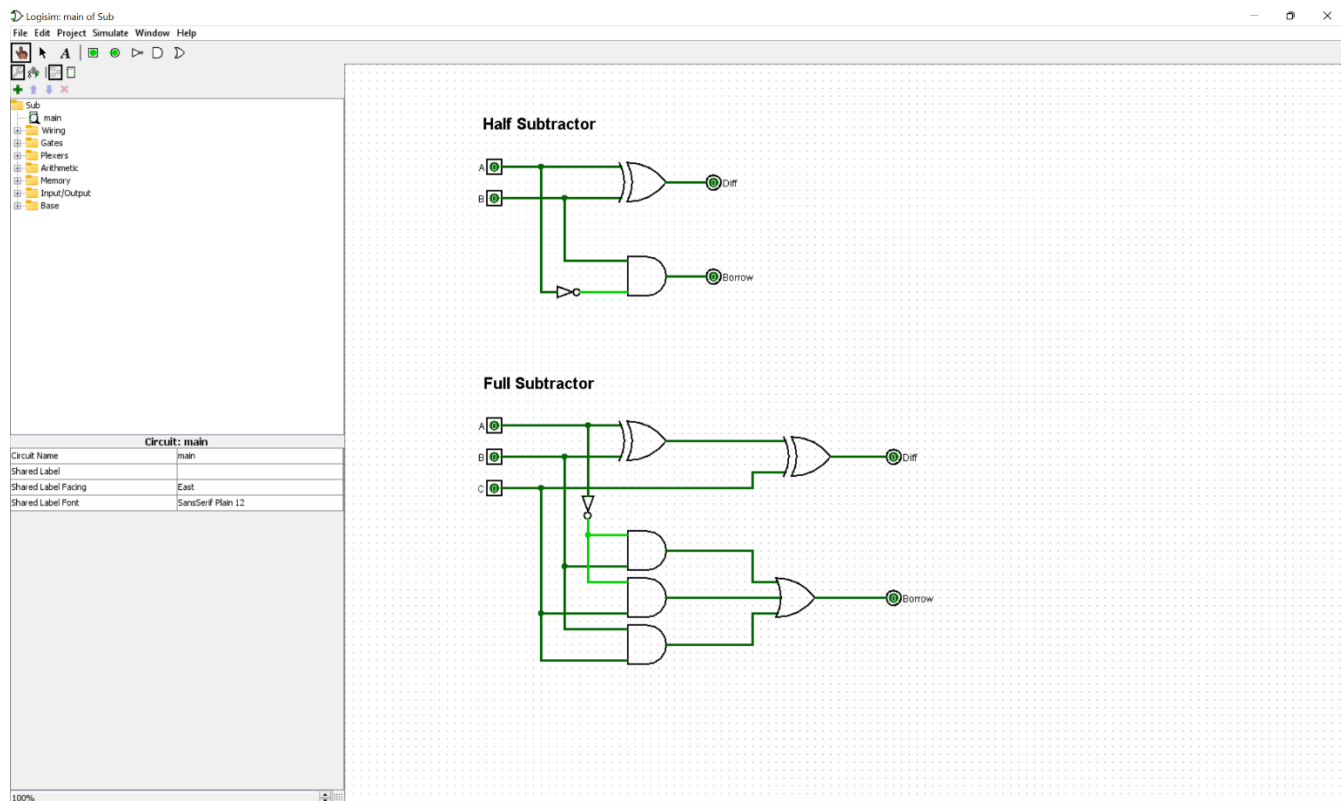 Logisim: main of Sub
File Edit Project Simulate Window Help
A
Sub
main
Wiring
Gates
Plexers
Arithmetic
Memory
Input/Output
Base
Circuit: main
Circuit Name main
Shared Label
Shared Label Facing East
Shared Label Font SansSerif Plain 12
100%
Half Subtractor
A 0
Diff
B 0
0 Borrow
Full Subtractor
A 0
B 0
0 Diff
C 0
0 Borrow